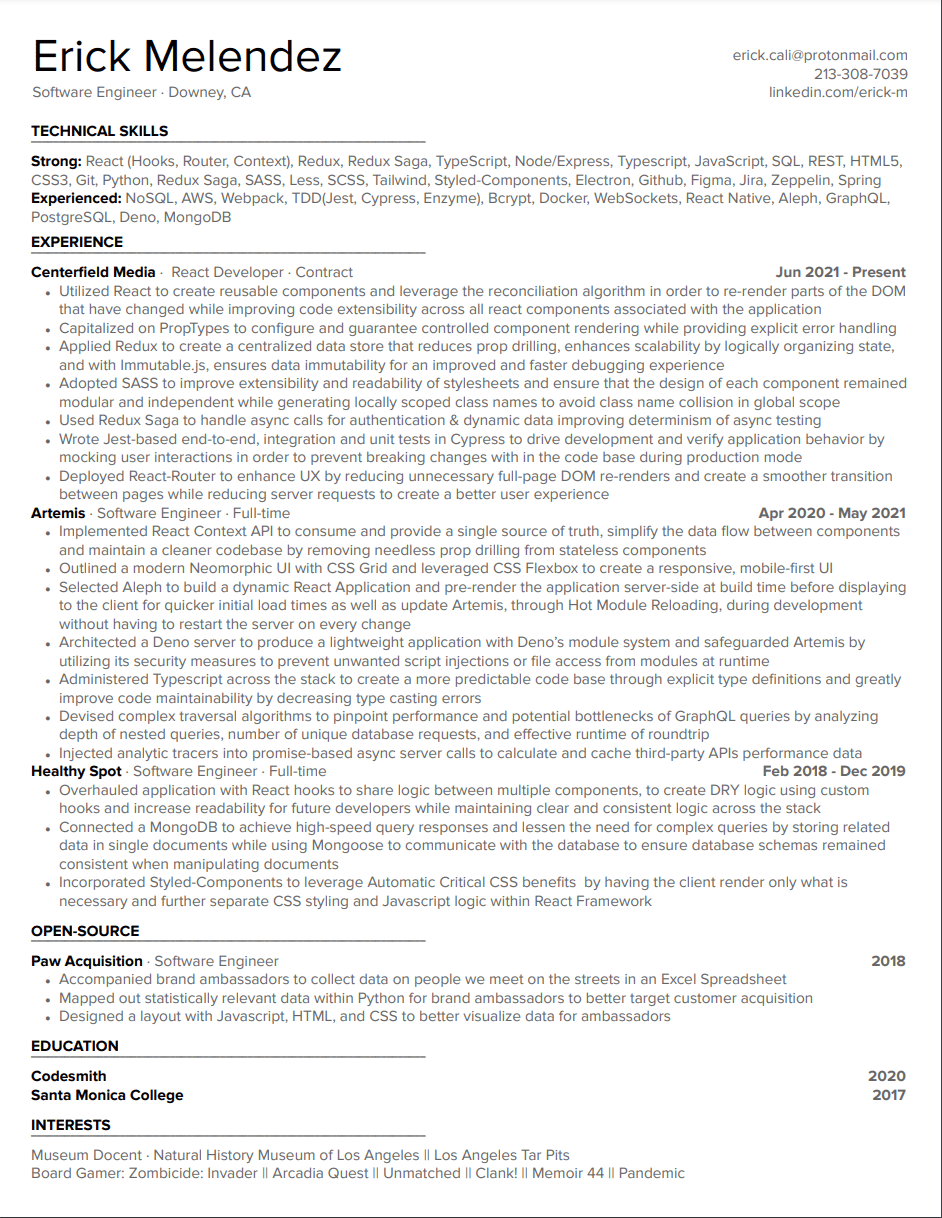 Erick Melendez
erick.cali@protonmail.com
Software Engineer · Downey, CA
213-308-7039
linkedin.com/erick-m
TECHNICAL SKILLS
Strong: React (Hooks, Router, Context), Redux, Redux Saga, TypeScript, Node/Express, Typescript, JavaScript, SQL, REST, HTML5,
CSS3, Git, Python, Redux Saga, SASS, Less, SCSS, Tailwind, Styled-Components, Electron, Github, Figma, Jira, Zeppelin, Spring
Experienced: NoSQL, AWS, Webpack, TDD(Jest, Cypress, Enzyme), Bcrypt, Docker, WebSockets, React Native, Aleph, GraphQL,
PostgreSQL, Deno, MongoDB
EXPERIENCE
Centerfield Media · React Developer · Contract Jun 2021 - Present
• Utilized React to create reusable components and leverage the reconciliation algorithm in order to re-render parts of the DOM
that have changed while improving code extensibility across all react components associated with the application
• Capitalized on PropTypes to configure and guarantee controlled component rendering while providing explicit error handling
• Applied Redux to create a centralized data store that reduces prop drilling, enhances scalability by logically organizing state,
and with Immutable.js, ensures data immutability for an improved and faster debugging experience
• Adopted SASS to improve extensibility and readability of stylesheets and ensure that the design of each component remained
modular and independent while generating locally scoped class names to avoid class name collision in global scope
• Used Redux Saga to handle async calls for authentication & dynamic data improving determinism of async testing
• Wrote Jest-based end-to-end, integration and unit tests in Cypress to drive development and verify application behavior by
mocking user interactions in order to prevent breaking changes with in the code base during production mode
• Deployed React-Router to enhance UX by reducing unnecessary full-page DOM re-renders and create a smoother transition
between pages while reducing server requests to create a better user experience
Artemis · Software Engineer · Full-time Apr 2020 - May 2021
• Implemented React Context API to consume and provide a single source of truth, simplify the data flow between components
and maintain a cleaner codebase by removing needless prop drilling from stateless components
• Outlined a modern Neomorphic UI with CSS Grid and leveraged CSS Flexbox to create a responsive, mobile-first UI
• Selected Aleph to build a dynamic React Application and pre-render the application server-side at build time before displaying
to the client for quicker initial load times as well as update Artemis, through Hot Module Reloading, during development
without having to restart the server on every change
• Architected a Deno server to produce a lightweight application with Deno’s module system and safeguarded Artemis by
utilizing its security measures to prevent unwanted script injections or file access from modules at runtime
• Administered Typescript across the stack to create a more predictable code base through explicit type definitions and greatly
improve code maintainability by decreasing type casting errors
• Devised complex traversal algorithms to pinpoint performance and potential bottlenecks of GraphQL queries by analyzing
depth of nested queries, number of unique database requests, and effective runtime of roundtrip
• Injected analytic tracers into promise-based async server calls to calculate and cache third-party APIs performance data
Healthy Spot · Software Engineer · Full-time Feb 2018 - Dec 2019
• Overhauled application with React hooks to share logic between multiple components, to create DRY logic using custom
hooks and increase readability for future developers while maintaining clear and consistent logic across the stack
• Connected a MongoDB to achieve high-speed query responses and lessen the need for complex queries by storing related
data in single documents while using Mongoose to communicate with the database to ensure database schemas remained
consistent when manipulating documents
• Incorporated Styled-Components to leverage Automatic Critical CSS benefits by having the client render only what is
necessary and further separate CSS styling and Javascript logic within React Framework
OPEN-SOURCE
Paw Acquisition · Software Engineer 2018
• Accompanied brand ambassadors to collect data on people we meet on the streets in an Excel Spreadsheet
• Mapped out statistically relevant data within Python for brand ambassadors to better target customer acquisition
• Designed a layout with Javascript, HTML, and CSS to better visualize data for ambassadors
EDUCATION
Codesmith 2020
Santa Monica College 2017
INTERESTS
Museum Docent · Natural History Museum of Los Angeles || Los Angeles Tar Pits
Board Gamer: Zombicide: Invader || Arcadia Quest || Unmatched || Clank! || Memoir 44 || Pandemic